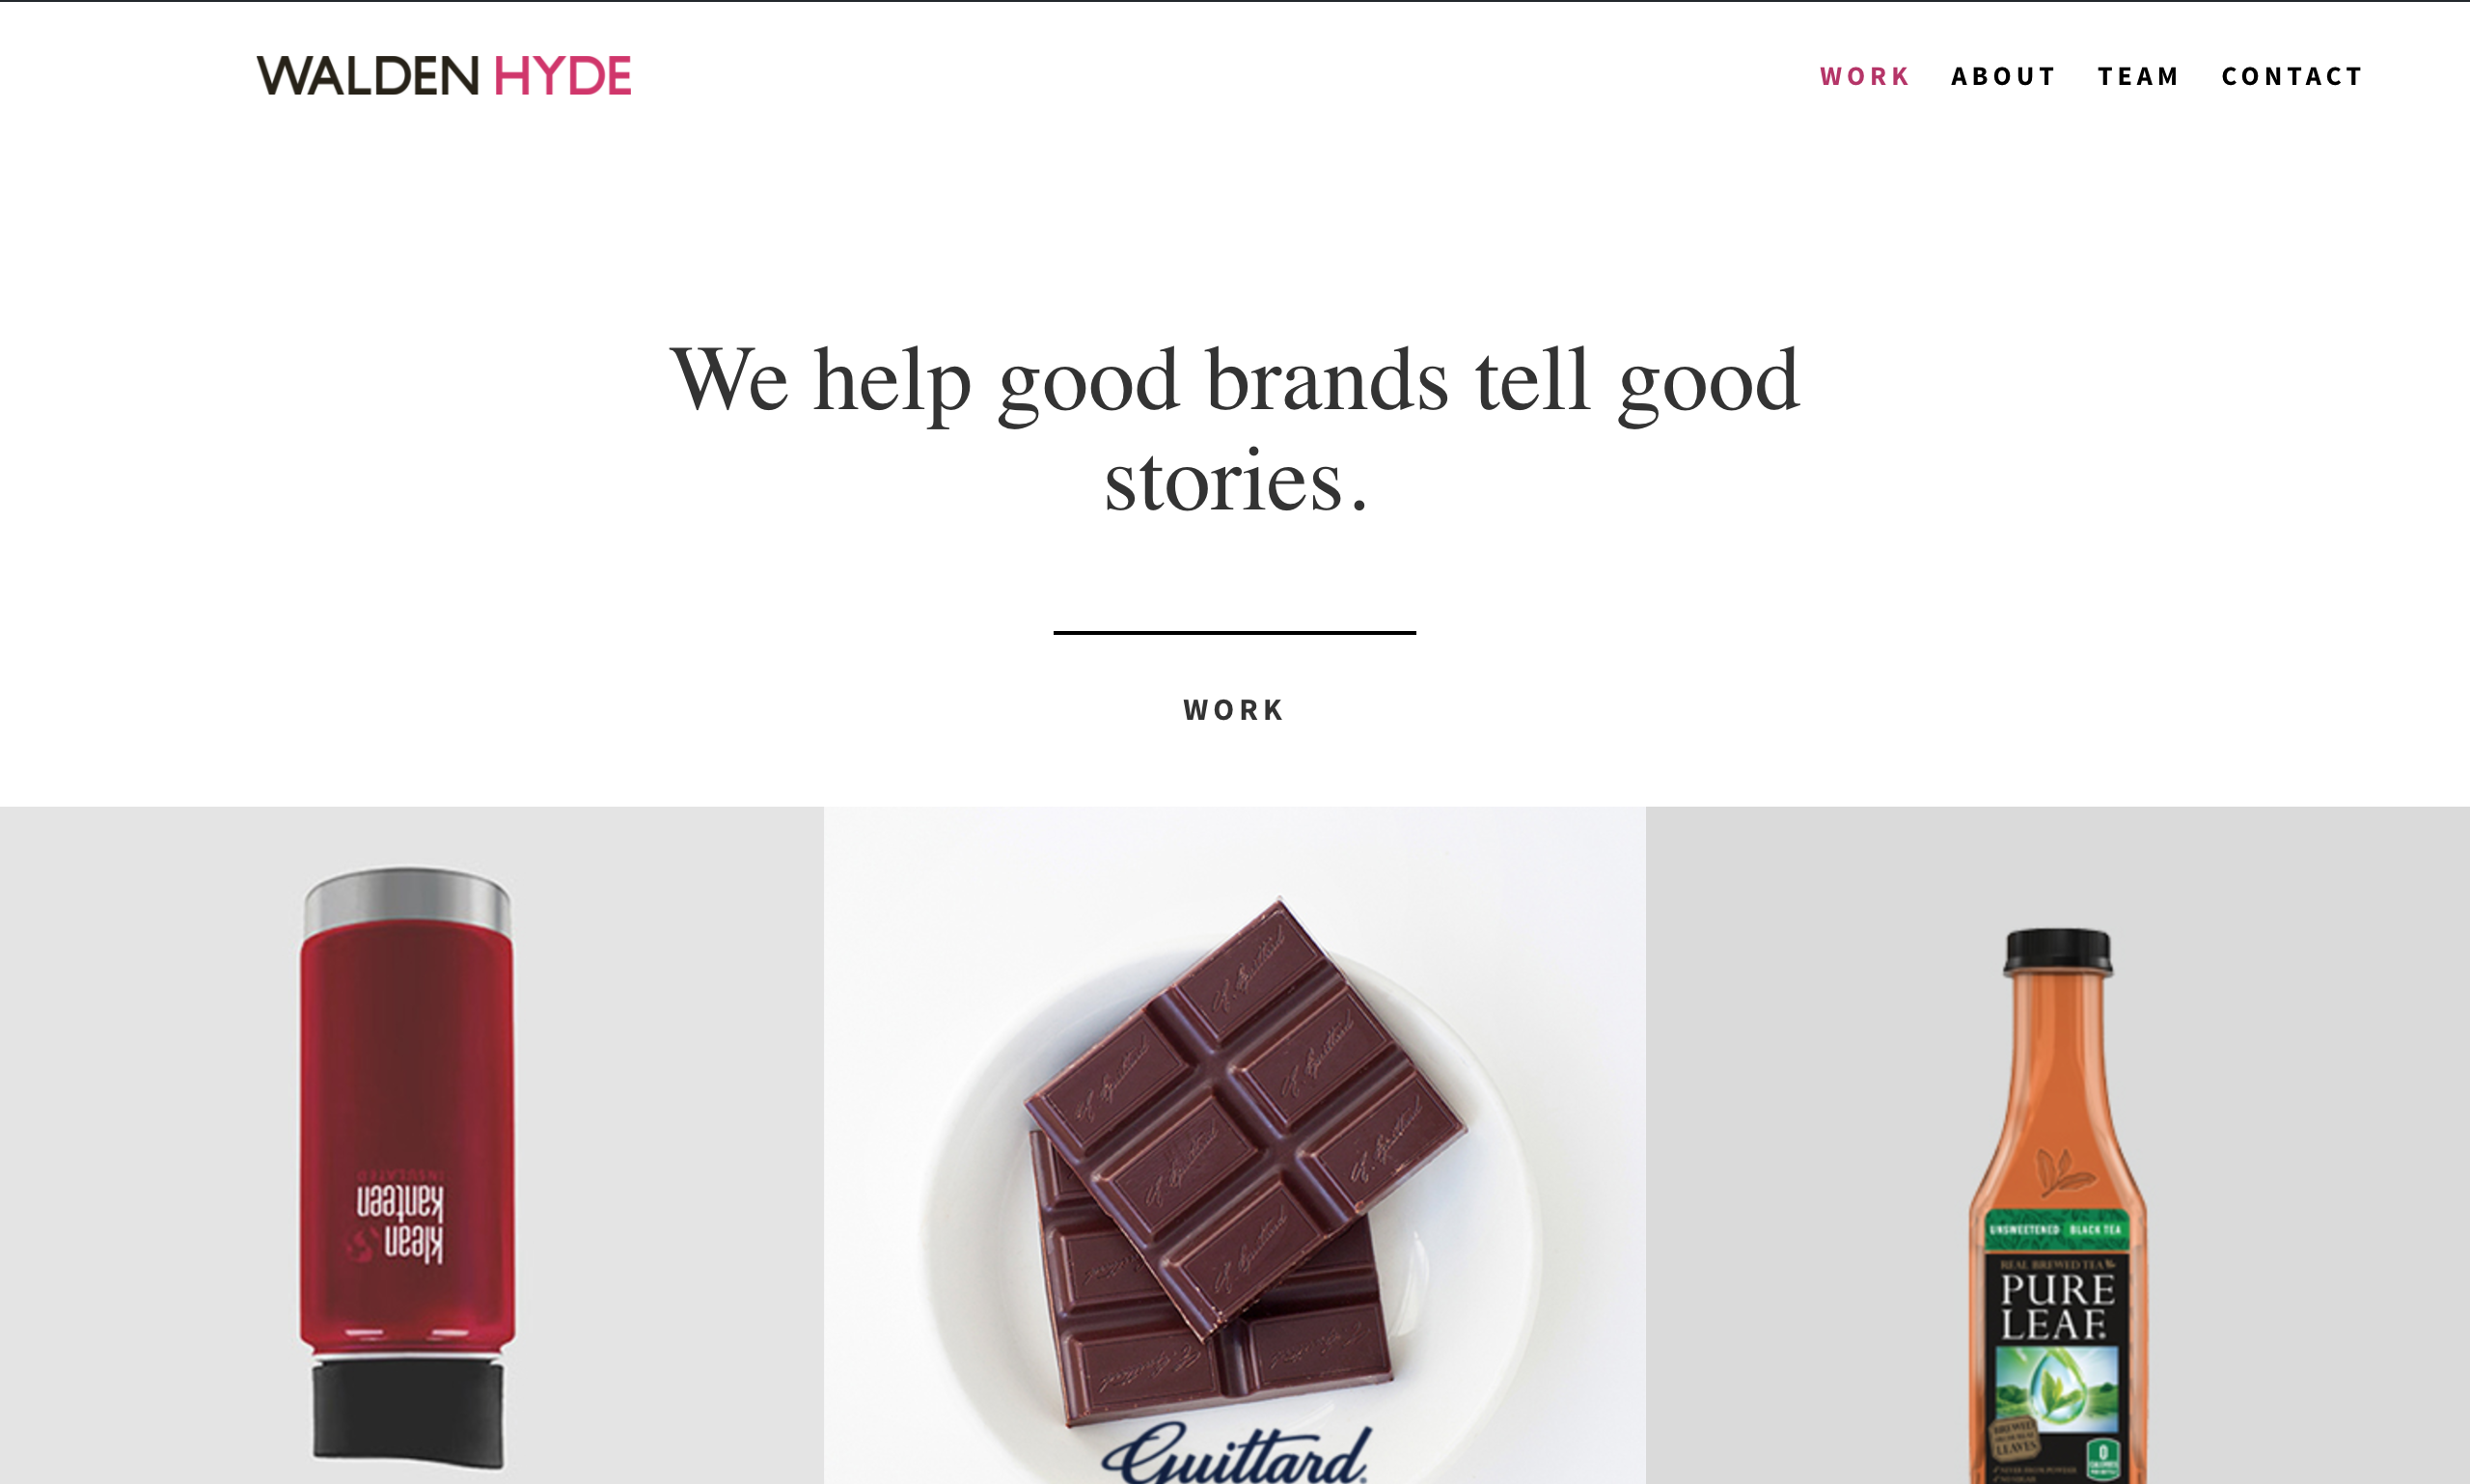 WALDEN HYDE
WORK ABOUT TEAM CONTACT
We help good brands tell good
stories.
WORK
klean
kanteen
INSULATED
Guittard
UNSWEETENED BLACK TEA
REAL BREWED TEA
PURE
LEAF
BREWED
FROM REAL
LEAVES
0